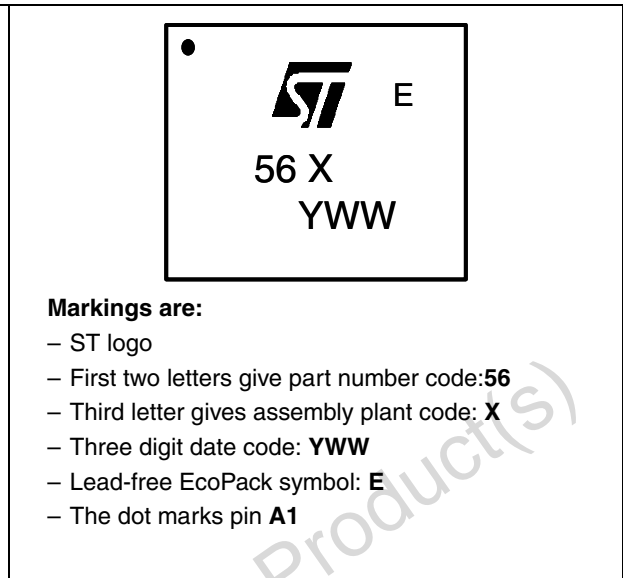 ST E
56 X
YWW
Markings are:
– ST logo
– First two letters give part number code:56
– Third letter gives assembly plant code: X
– Three digit date code: YWW
– Lead-free EcoPack symbol: E
– The dot marks pin A1
Product(s)